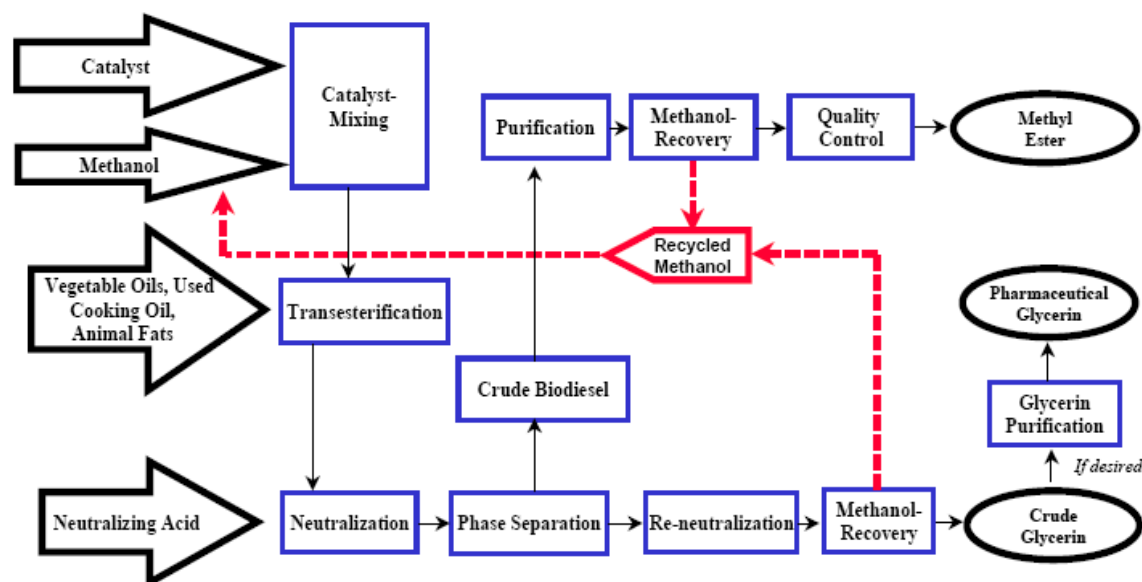 Catalyst
Methanol
Catalyst-
Mixing
Purification
Methanol-
Recovery
Quality
Control
Methyl
Ester
Recycled
Methanol
Vegetable Oils, Used
Cooking Oil,
Animal Fats
Transesterification
Crude Biodiesel
Pharmaceutical
Glycerin
Glycerin
Purification
If desired
Neutralizing Acid
Neutralization
Phase Separation
Re-neutralization
Methanol-
Recovery
Crude
Glycerin